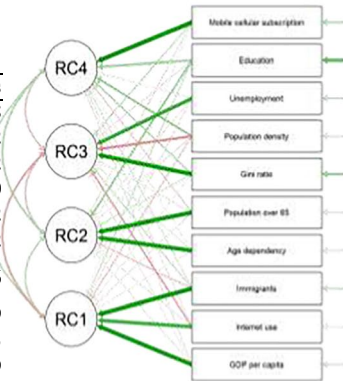 RC4
RC3
RC2
RC1
Mobile cellular subscription
Education
Unemployment
Population density
Gini ratio
Population over 65
Age dependency
Immigrants
Internet use
GDP per capita